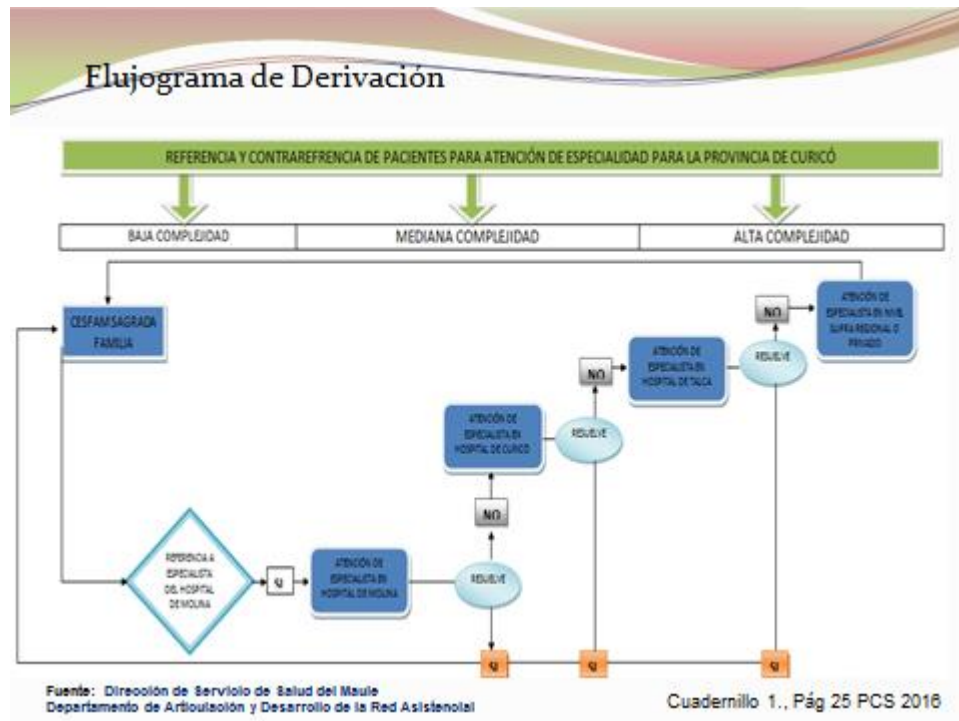 Flujograma de Derivación
REFERENCIA Y CONTRAREFRENCIA DE PACIENTES PARA ATENCIÓN DE ESPECIALIDAD PARA LA PROVINCIA DE CURICÓ
BAJA COMPLEJIDAD
MEDIANA COMPLEJIDAD
ALTA COMPLEJIDAD
CESFAM SAGRADA
FAMILIA
ATENCIÓN DE
ESPECIALISTA EN NIVEL
SUPRA REGIONAL O
PRIVADO
NO
RESUELVE
ATENCIÓN DE
ESPECIALISTA EN
HOSPITAL DE TALCA
NO
RESUELVE
ATENCIÓN DE
ESPECIALISTA EN
HOSPITAL DE CURICO
NO
REFERENCIA A
ESPECIALISTA
DEL HOSPITAL
DE MOLINA
SI
ATENCIÓN DE
ESPECIALISTA EN
HOSPITAL DE MOLINA
RESUELVE
SI
SI
SI
Fuente: Dirección de Servicio de Salud del Maule
Departamento de Articulación y Desarrollo de la Red Asistencial
Cuadernillo 1., Pág 25 PCS 2016